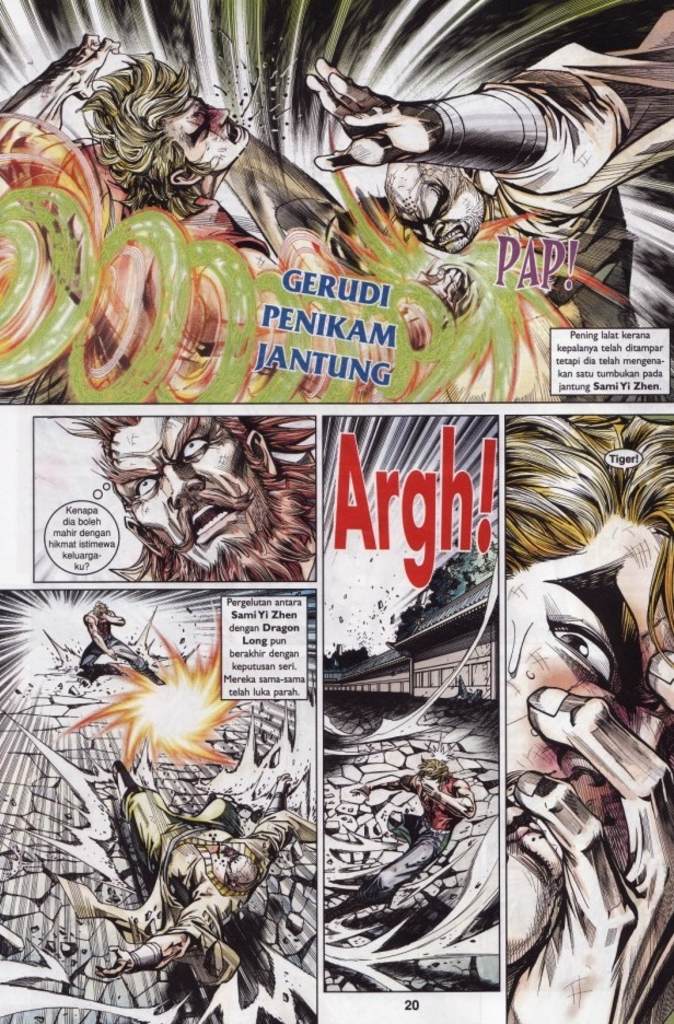 GERUDI
PENIKAM
JANTUNG
PAP!
Pening lalat kerana
kepalanya telah ditampar
tetapi dia telah mengena-
kan satu tumbukan pada
jantung Sami Yi Zhen.
Kenapa
dia boleh
mahir dengan
hikmat istimewa
keluarga-
ku?
Argh!
Tiger!
Pergelutan antara
Sami Yi Zhen
dengan Dragon
Long pun
berakhir dengan
keputusan seri.
Mereka sama-sama
telah luka parah.
20